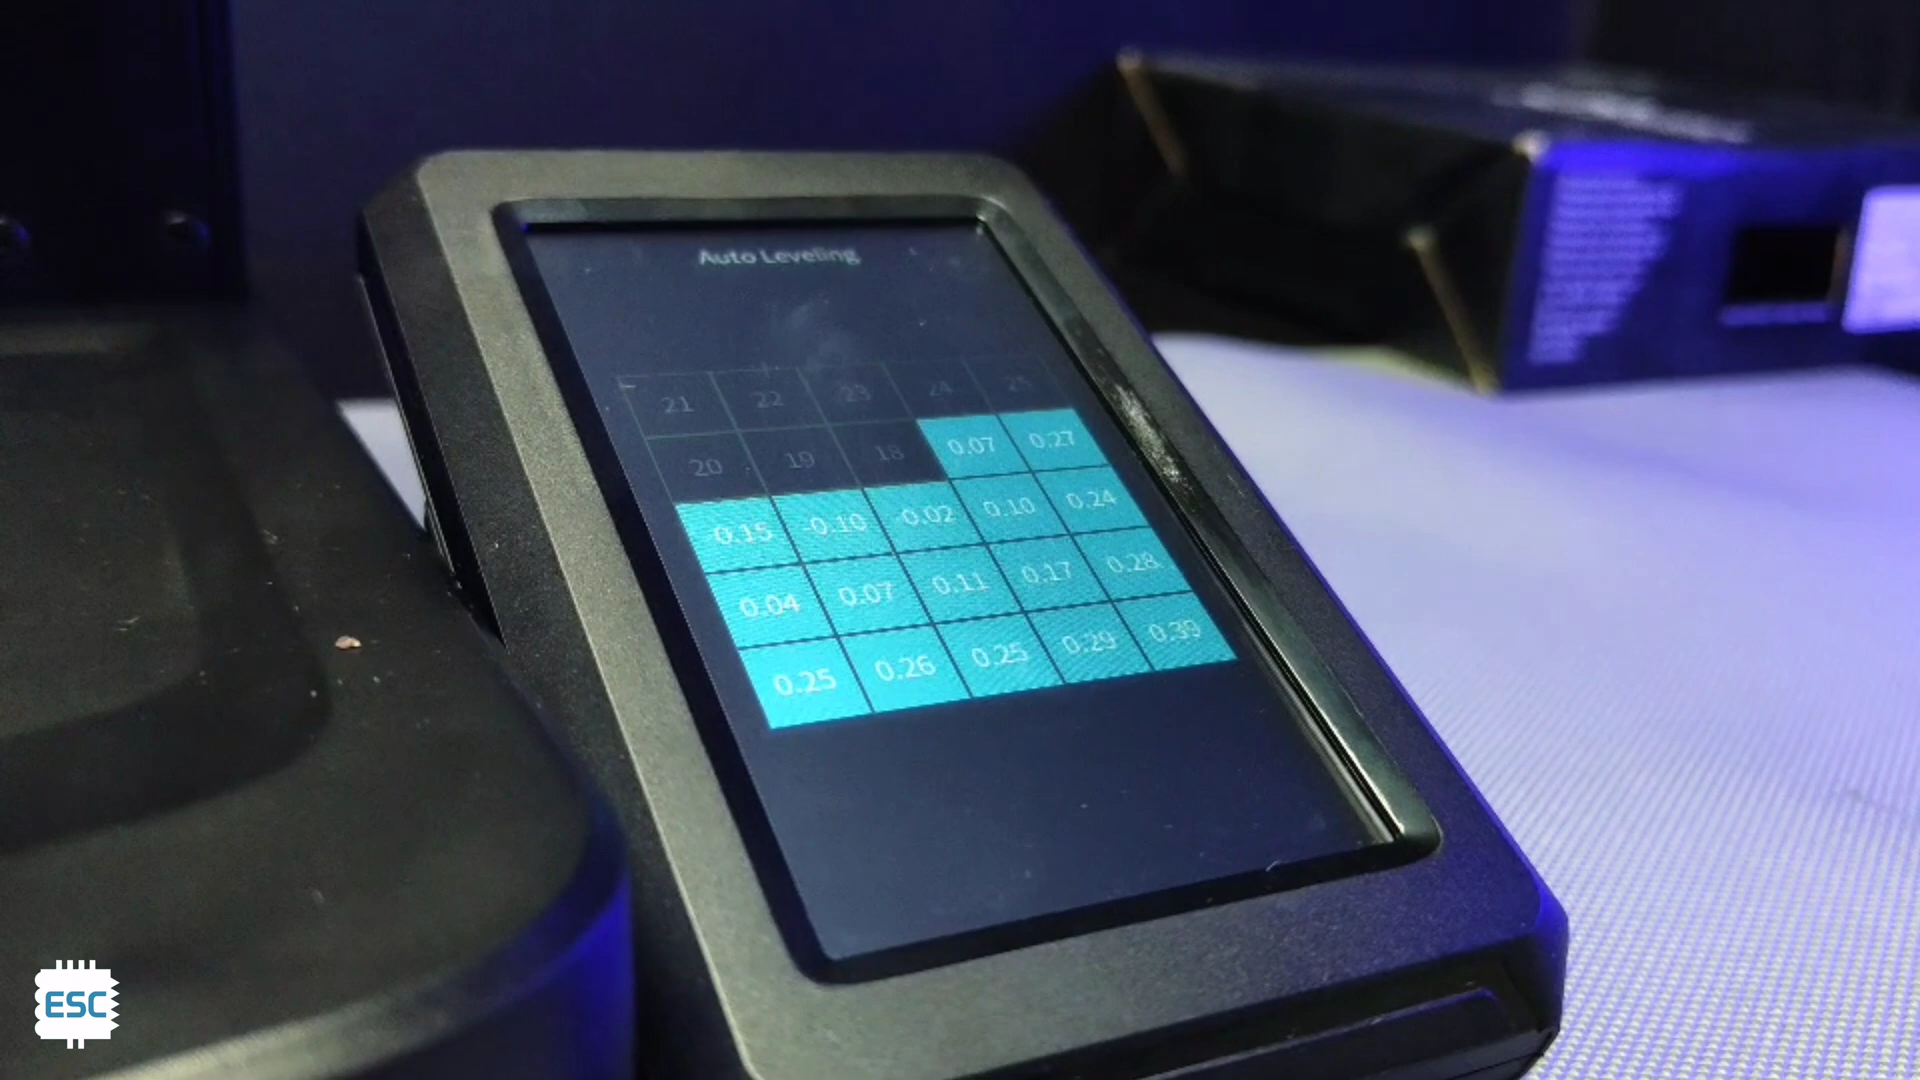 Auto Leveling
21 22 23 24 25
20 19 18 0.07 0.27
-0.15 -0.10 -0.02 0.10 0.24
0.04 0.07 0.11 0.17 0.28
0.25 0.26 0.25 0.29 0.39
ESC